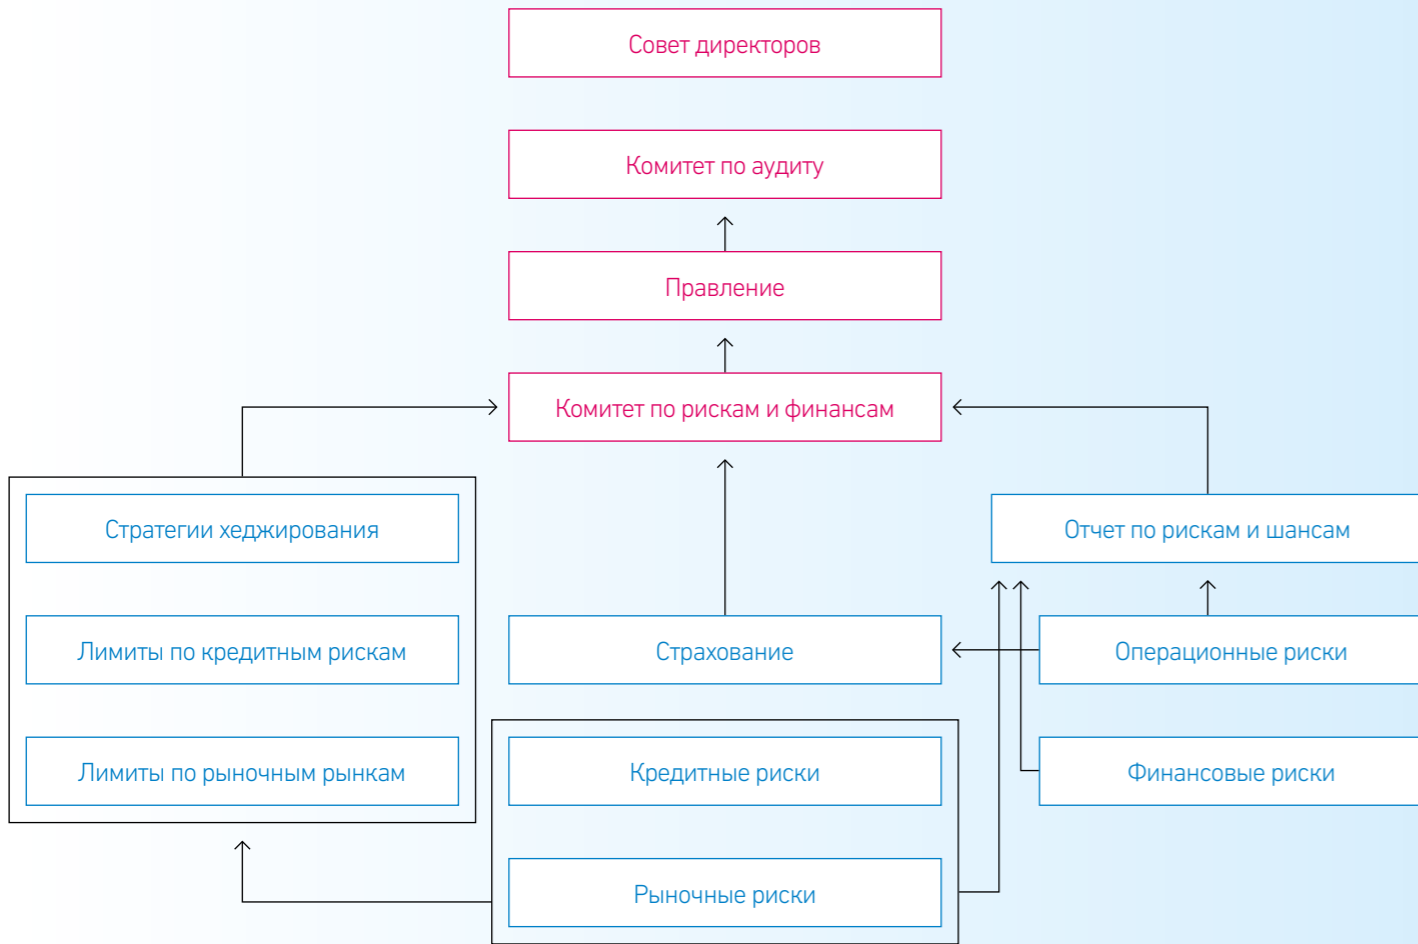 Совет директоров
Комитет по аудиту
Правление
Комитет по рискам и финансам
Стратегии хеджирования
Отчет по рискам и шансам
Лимиты по кредитным рискам
Страхование
Операционные риски
Лимиты по рыночным рынкам
Кредитные риски
Финансовые риски
Рыночные риски